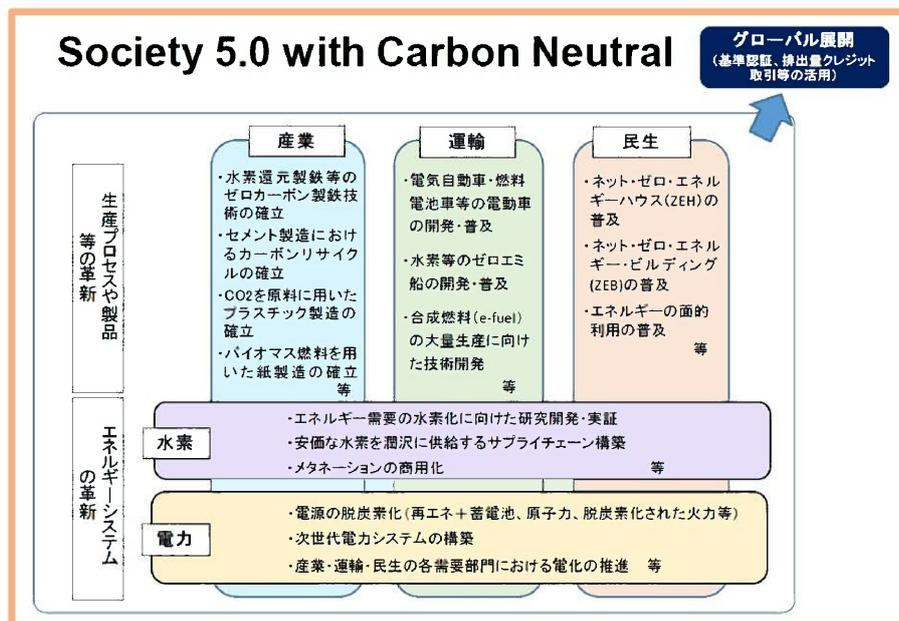 Society 5.0 with Carbon Neutral
グローバル展開
(基準認証、排出量クレジット
取引等の活用)
生産プロセスや製品
等の革新
産業
・水素還元製鉄等の
ゼロカーボン製鉄技
術の確立
・セメント製造におけ
るカーボンリサイク
ルの確立
・CO2を原料に用いた
プラスチック製造の
確立
・バイオマス燃料を用
いた紙製造の確立
等
運輸
・電気自動車・燃料
電池車等の電動車
の開発・普及
・水素等のゼロエミ
船の開発・普及
・合成燃料(e-fuel)
の大量生産に向け
た技術開発
等
民生
・ネット・ゼロ・エネル
ギーハウス(ZEH)の
普及
・ネット・ゼロ・エネル
ギー・ビルディング
(ZEB)の普及
・エネルギーの面的
利用の普及
等
エネルギーシステム
の革新
水素
・エネルギー需要の水素化に向けた研究開発・実証
・安価な水素を潤沢に供給するサプライチェーン構築
・メタネーションの商用化 等
電力
・電源の脱炭素化(再エネ+蓄電池、原子力、脱炭素化された火力等)
・次世代電力システムの構築
・産業・運輸・民生の各需要部門における電化の推進 等